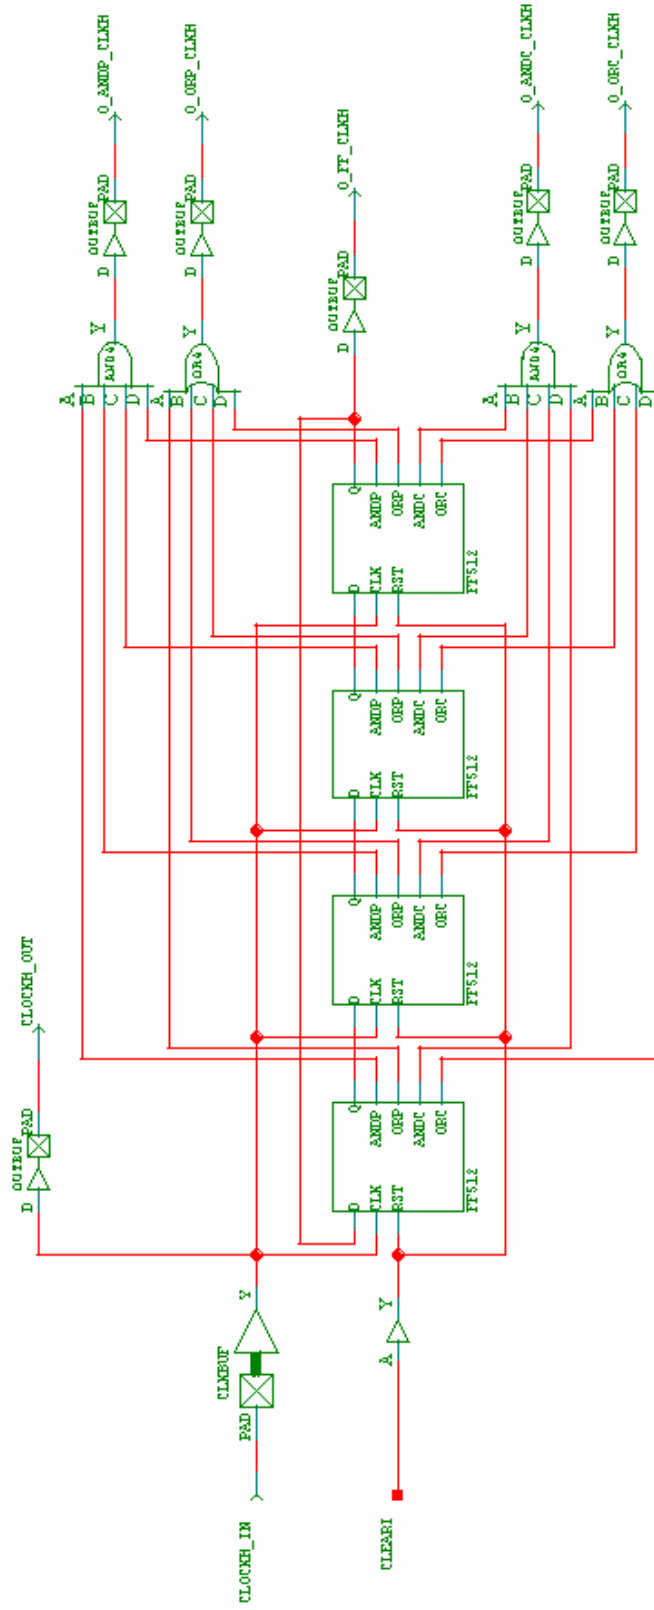 CLOCKH_IN
PAD
CLKBUF
Y
CLEARI
A
Y
D
OUTBUF
PAD
CLOCKH_OUT
D
CLK
RST
Q
ANDP
ORP
ANDC
ORC
FF512
D
CLK
RST
Q
ANDP
ORP
ANDC
ORC
FF512
D
CLK
RST
Q
ANDP
ORP
ANDC
ORC
FF512
D
CLK
RST
Q
ANDP
ORP
ANDC
ORC
FF512
A
B
C
D
AND4
Y
D
OUTBUF
PAD
O_ANDP_CLKH
A
B
C
D
OR4
Y
D
OUTBUF
PAD
O_ORP_CLKH
D
OUTBUF
PAD
O_FF_CLKH
A
B
C
D
AND4
Y
D
OUTBUF
PAD
O_ANDC_CLKH
A
B
C
D
OR4
Y
D
OUTBUF
PAD
O_ORC_CLKH